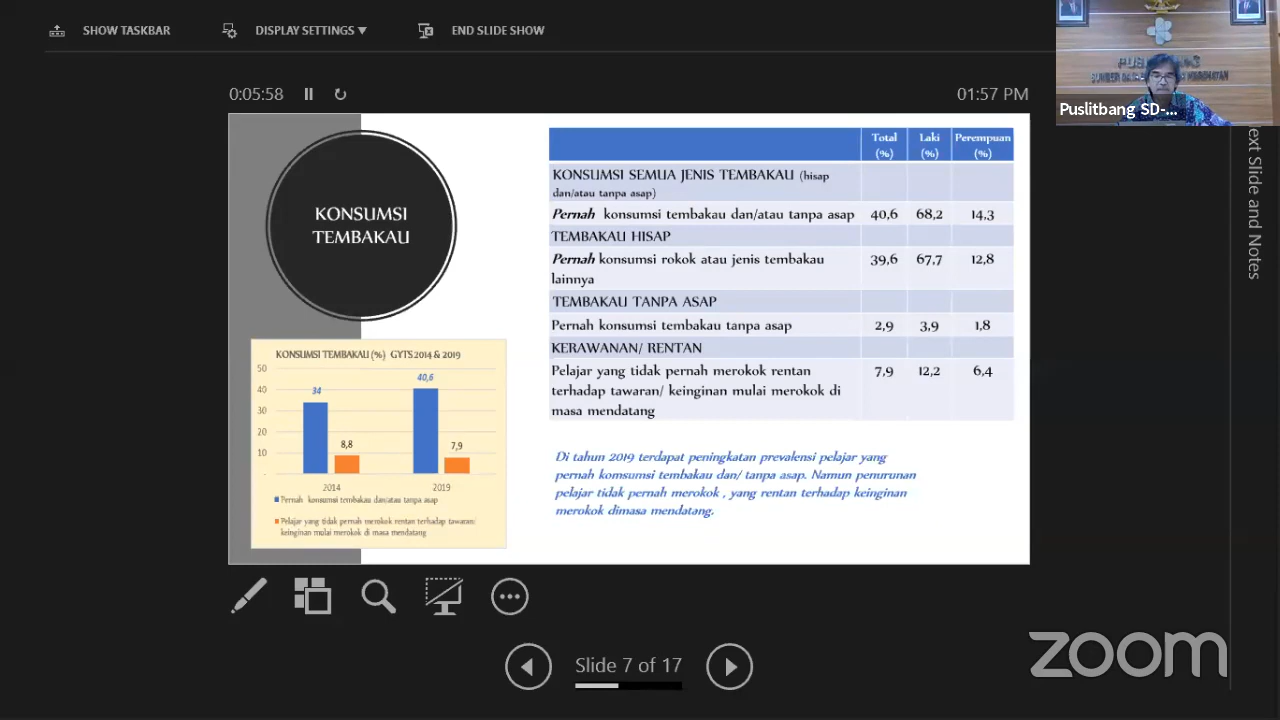 SHOW TASKBAR
DISPLAY SETTINGS
END SLIDE SHOW
0:05:58
01:57 PM
Puslitbang SD-...
ext Slide and Notes
KONSUMSI
TEMBAKAU
Total (%) Laki (%) Perempuan (%)
KONSUMSI SEMUA JENIS TEMBAKAU (hisap
dan/atau tanpa asap)
Pernah konsumsi tembakau dan/atau tanpa asap 40,6 68,2 14,3
TEMBAKAU HISAP
Pernah konsumsi rokok atau jenis tembakau 39,6 67,7 12,8
lainnya
TEMBAKAU TANPA ASAP
Pernah konsumsi tembakau tanpa asap 2,9 3,9 1,8
KERAWANAN/ RENTAN
Pelajar yang tidak pernah merokok rentan 7,9 12,2 6,4
terhadap tawaran/ keinginan mulai merokok di
masa mendatang
KONSUMSI TEMBAKAU (%) GYTS 2014 & 2019
50
40
30
20
10
-
34
8,8
40,6
7,9
2014
2019
Pernah konsumsi tembakau dan/atau tanpa asap
Pelajar yang tidak pernah merokok rentan terhadap tawaran/
keinginan mulai merokok di masa mendatang
Di tahun 2019 terdapat peningkatan prevalensi pelajar yang
pernah komsumsi tembakau dan/ tanpa asap. Namun penurunan
pelajar tidak pernah merokok , yang rentan terhadap keinginan
merokok dimasa mendatang.
Slide 7 of 17
zoom